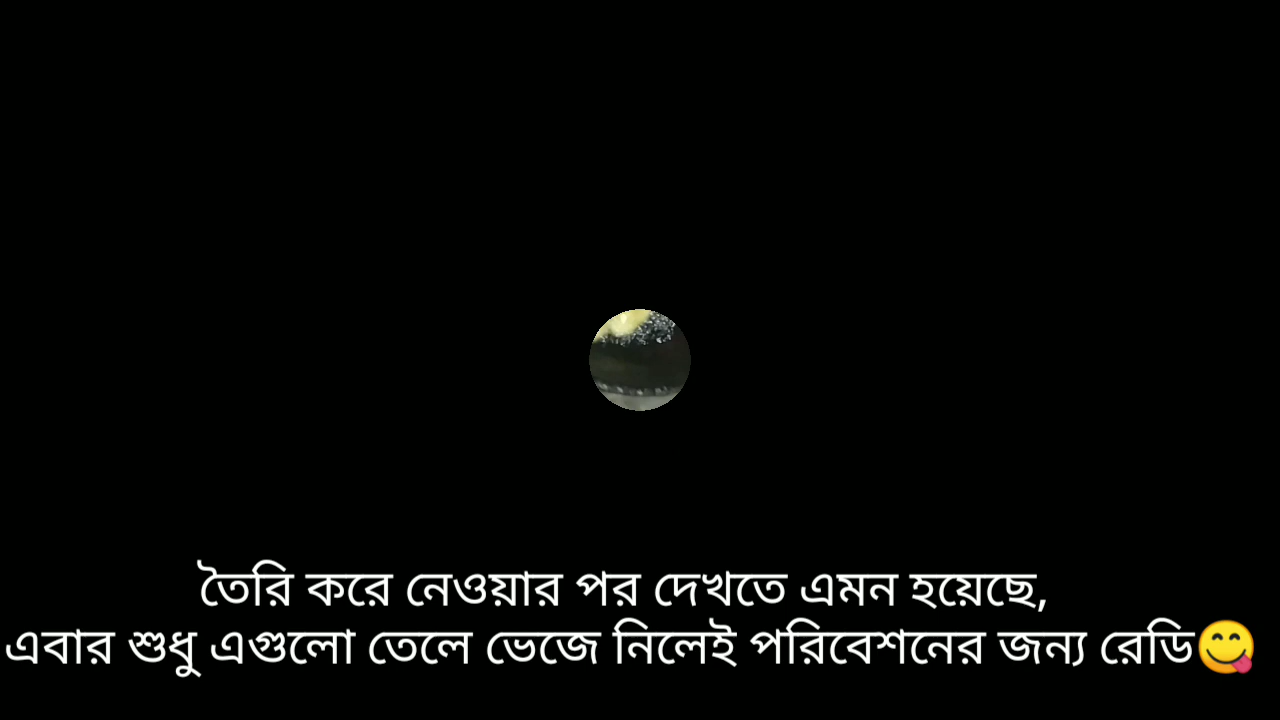 তৈরি করে নেওয়ার পর দেখতে এমন হয়েছে,
এবার শুধু এগুলো তেলে ভেজে নিলেই পরিবেশনের জন্য রেডি😋